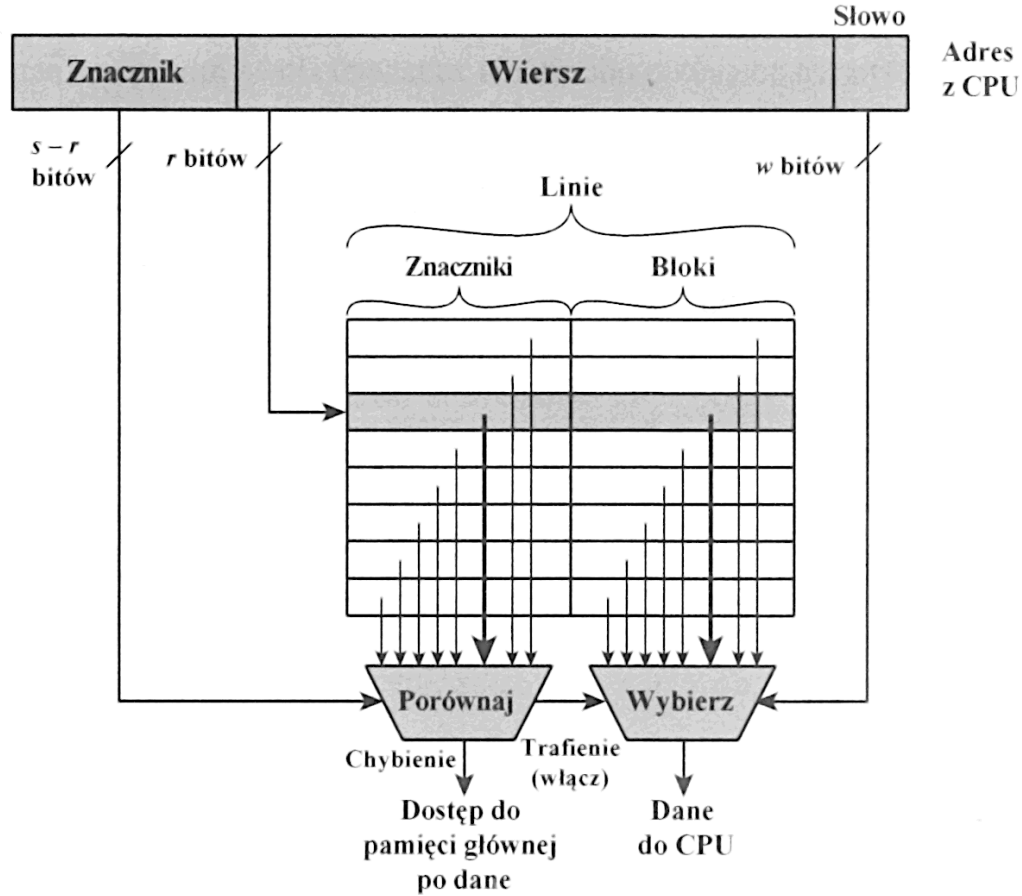 Słowo
Znacznik
Wiersz
Adres
z CPU
s – r
bitów
r bitów
w bitów
Linie
Znaczniki
Bloki
Porównaj
Wybierz
Chybienie
Trafienie
(włącz)
Dostęp do
pamięci głównej
po dane
Dane
do CPU